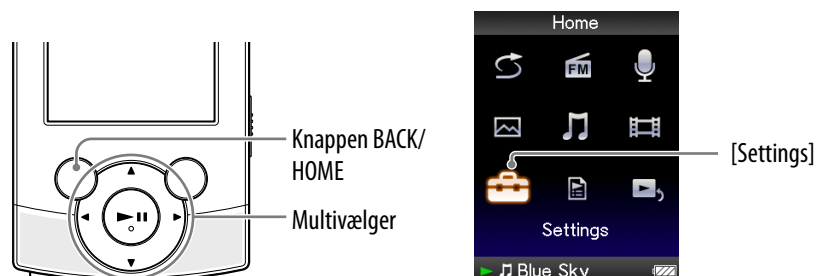 Knappen BACK/
HOME
Multivælger
Home
FM
[Settings]
Settings
Blue Sky